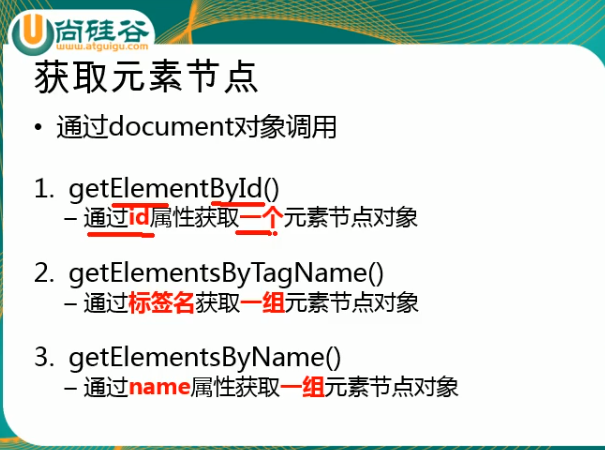 尚硅谷
www.atguigu.com
获取元素节点
• 通过document对象调用
1. getElementById()
– 通过id属性获取一个元素节点对象
2. getElementsByTagName()
– 通过标签名获取一组元素节点对象
3. getElementsByName()
– 通过name属性获取一组元素节点对象